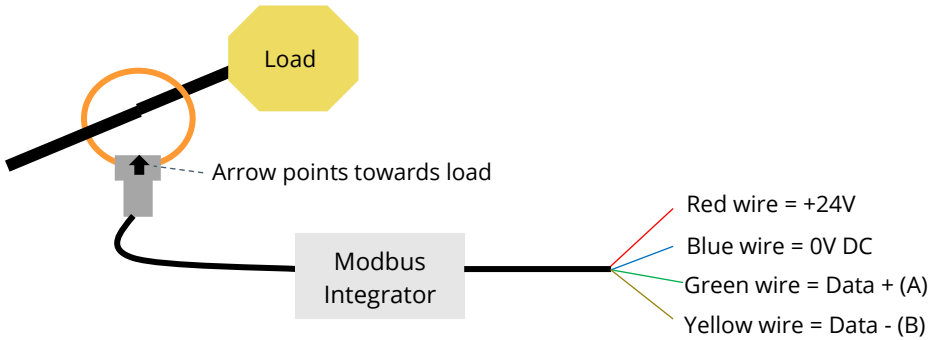 Load
Arrow points towards load
Modbus
Integrator
Red wire = +24V
Blue wire = 0V DC
Green wire = Data + (A)
Yellow wire = Data - (B)